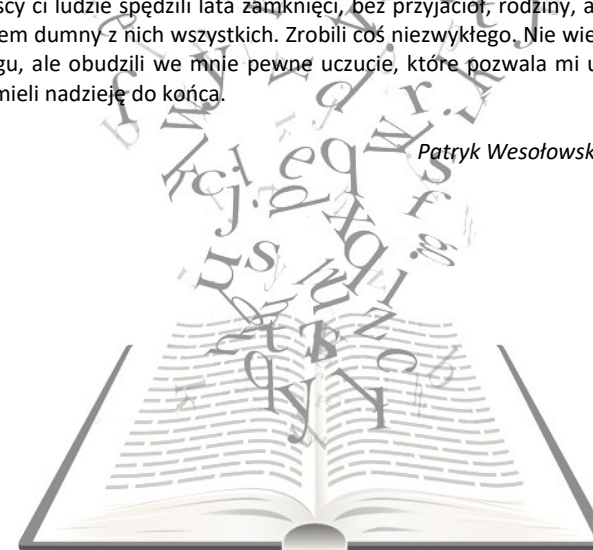 ścy ci ludzie spędzili lata zamknięci, bez przyjaciół, rodziny, a
em dumny z nich wszystkich. Zrobili coś niezwykłego. Nie wie
gu, ale obudzili we mnie pewne uczucie, które pozwala mi u
mieli nadzieję do końca.
Patryk Wesołowsk